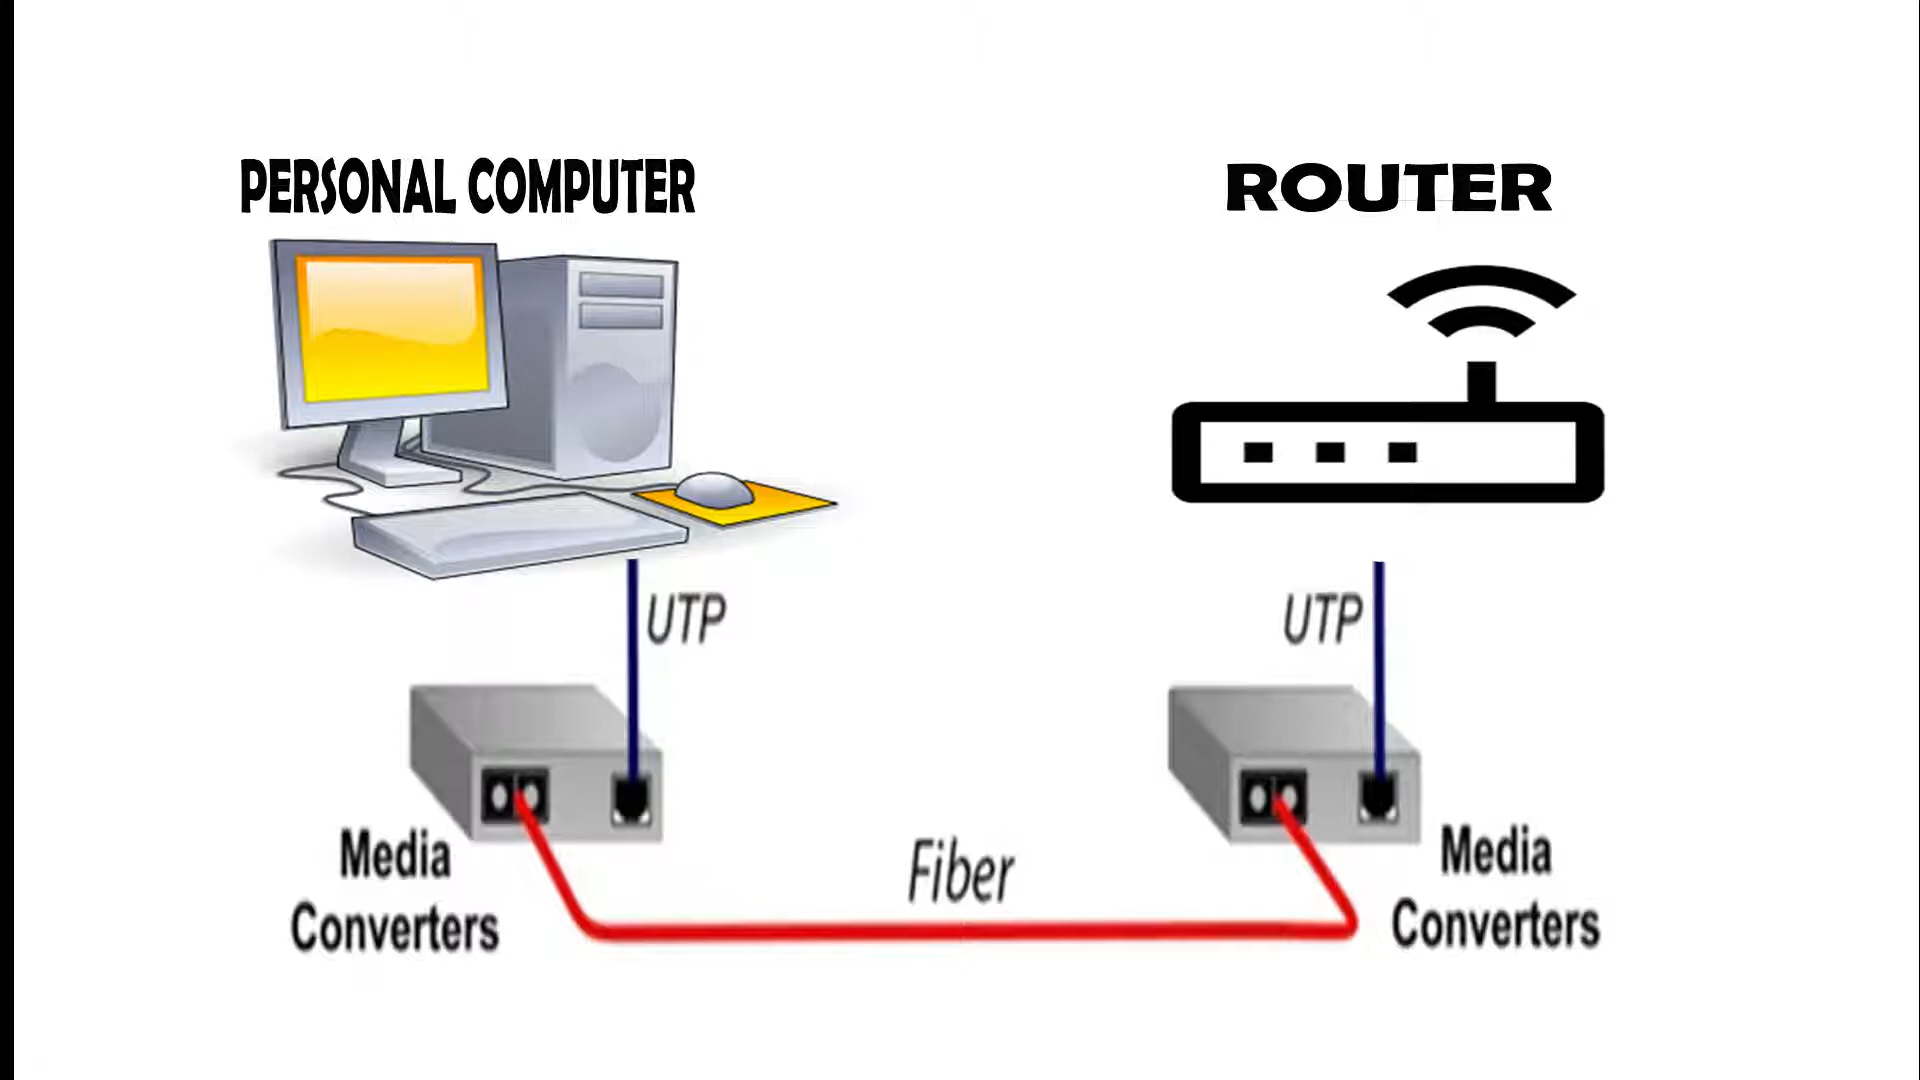 PERSONAL COMPUTER
ROUTER
UTP
UTP
Media
Converters
Fiber
Media
Converters